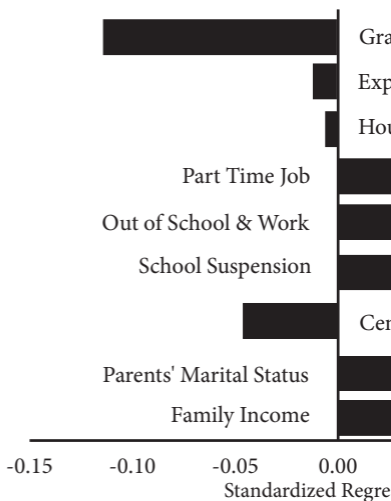 Gra
Exp
Hou
Part Time Job
Out of School & Work
School Suspension
Cer
Parents' Marital Status
Family Income
-0.15 -0.10 -0.05 0.00
Standardized Regre